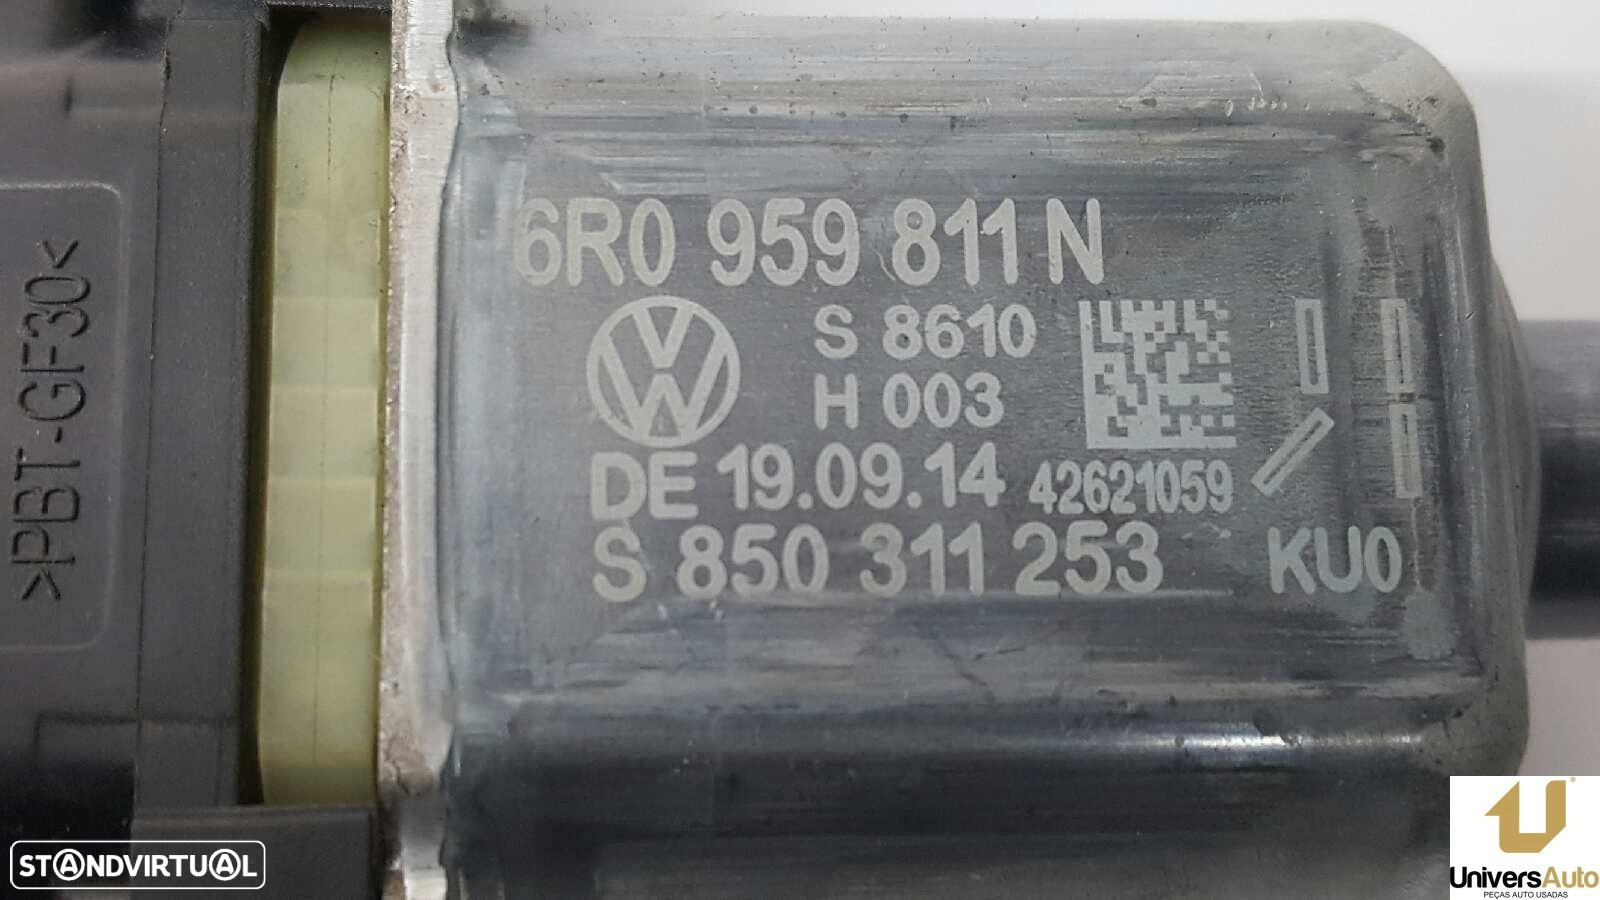 >PBT-GF30<
6R0 959 811 N
S 8610
H 003
DE 19.09.14 42621059
S 850 311 253 KU0
STANDVIRTUAL
UniversAuto
PEÇAS AUTO USADAS